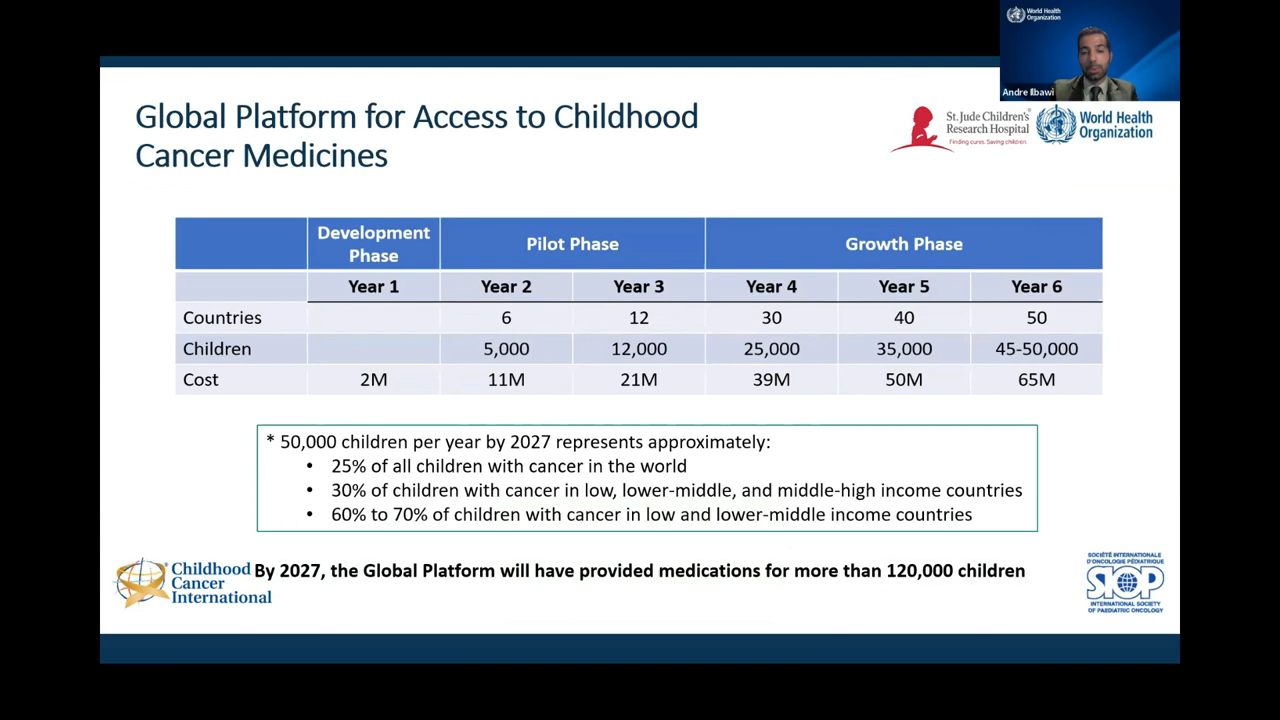 World Health
Organization
Andre Ilbawi
Global Platform for Access to Childhood
Cancer Medicines
St. Jude Children's
Research Hospital
Finding cures. Saving children.
World Health
Organization
Development
Phase
Pilot Phase
Growth Phase
Year 1
Year 2
Year 3
Year 4
Year 5
Year 6
Countries
6
12
30
40
50
Children
5,000
12,000
25,000
35,000
45-50,000
Cost
2M
11M
21M
39M
50M
65M
* 50,000 children per year by 2027 represents approximately:
• 25% of all children with cancer in the world
• 30% of children with cancer in low, lower-middle, and middle-high income countries
• 60% to 70% of children with cancer in low and lower-middle income countries
Childhood
Cancer
International
By 2027, the Global Platform will have provided medications for more than 120,000 children
SOCIÉTÉ INTERNATIONALE
D'ONCOLOGIE PÉDIATRIQUE
SIOP
INTERNATIONAL SOCIETY
OF PAEDIATRIC ONCOLOGY